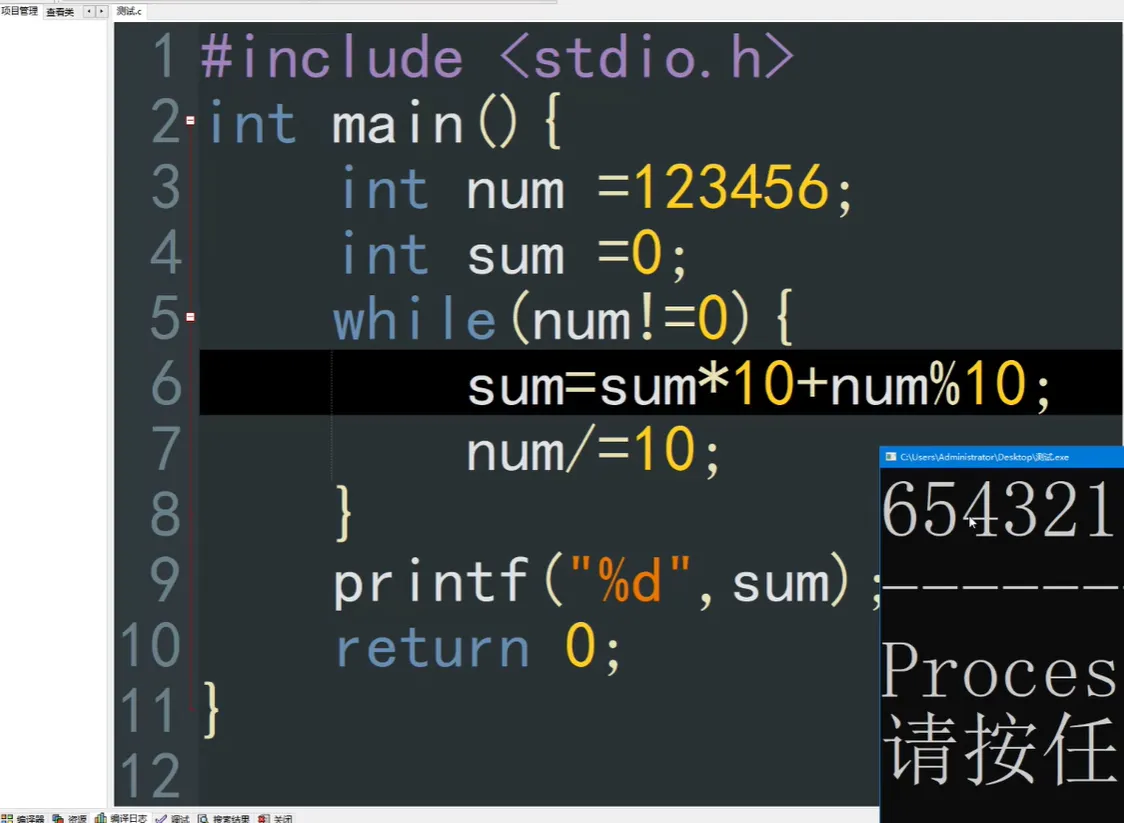 项目管理 查看类 测试.c
1 #include <stdio.h>
2 int main(){
3 int num =123456;
4 int sum =0;
5 while(num!=0){
6 sum=sum*10+num%10;
7 num/=10;
8 }
9 printf("%d",sum);
10 return 0;
11 }
12
C:\Users\Administrator\Desktop\测试.exe
654321
-------
Proces
请按任
编译器 资源 编译日志 调试 搜索结果 关闭